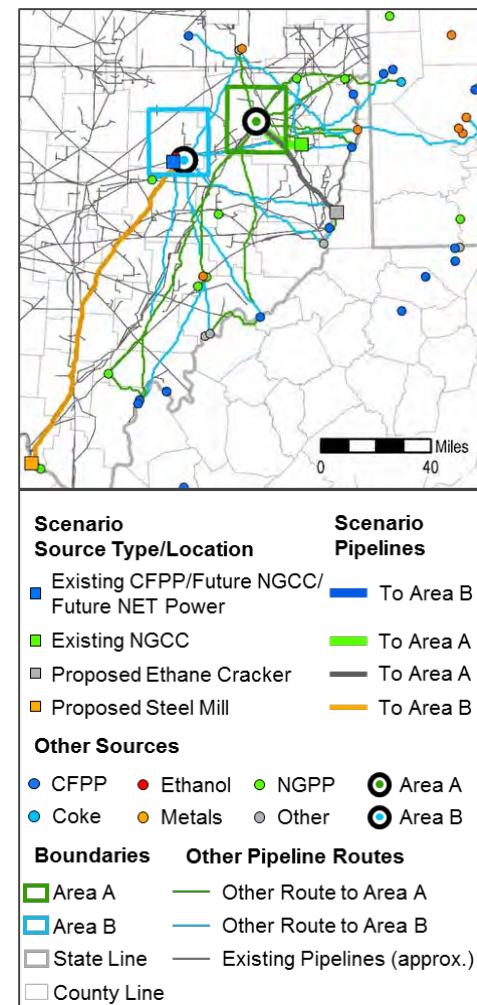 Miles
0 40
Scenario Scenario
Source Type/Location Pipelines
Existing CFPP/Future NGCC/ To Area B
Future NET Power
Existing NGCC To Area A
Proposed Ethane Cracker To Area A
Proposed Steel Mill To Area B
Other Sources
CFPP Ethanol NGPP Area A
Coke Metals Other Area B
Boundaries Other Pipeline Routes
Area A Other Route to Area A
Area B Other Route to Area B
State Line Existing Pipelines (approx.)
County Line